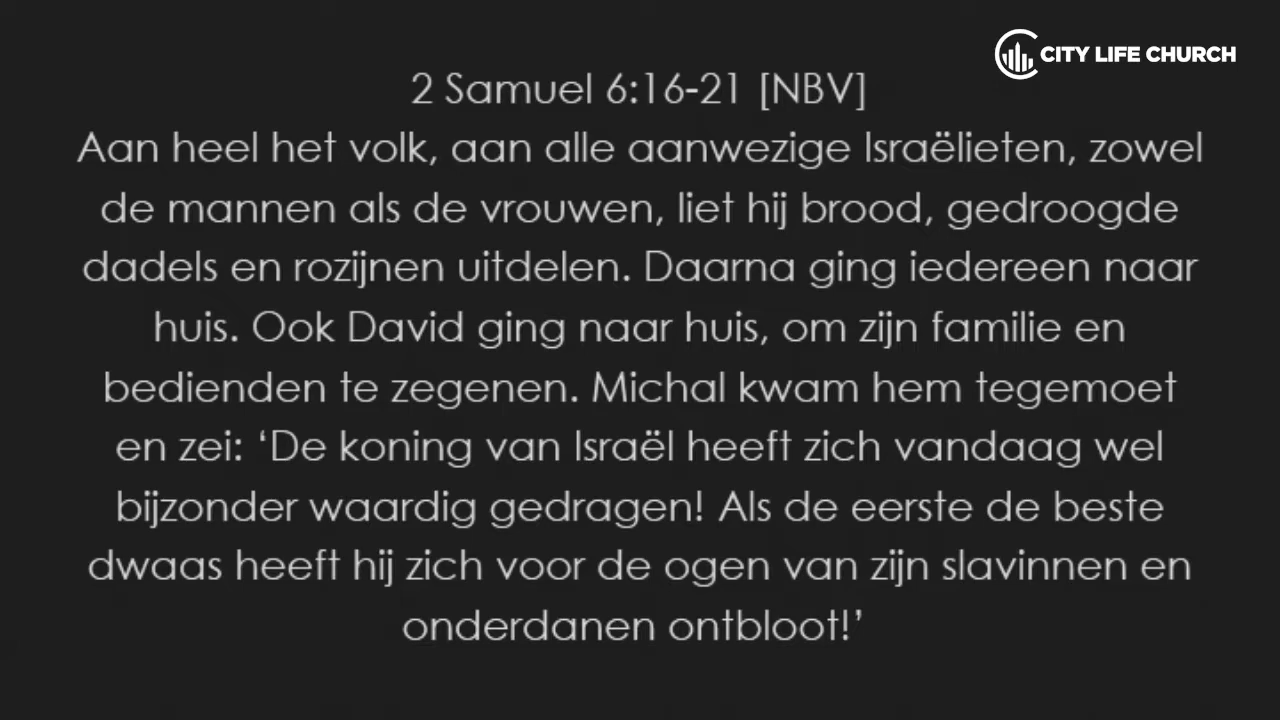 CITY LIFE CHURCH
2 Samuel 6:16-21 [NBV]
Aan heel het volk, aan alle aanwezige Israëlieten, zowel
de mannen als de vrouwen, liet hij brood, gedroogde
dadels en rozijnen uitdelen. Daarna ging iedereen naar
huis. Ook David ging naar huis, om zijn familie en
bedienden te zegenen. Michal kwam hem tegemoet
en zei: ‘De koning van Israël heeft zich vandaag wel
bijzonder waardig gedragen! Als de eerste de beste
dwaas heeft hij zich voor de ogen van zijn slavinnen en
onderdanen ontbloot!’